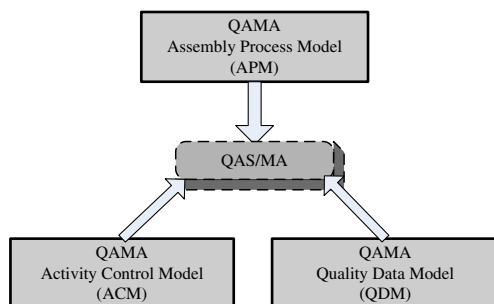 QAMA
Assembly Process Model
(APM)
QAS/MA
QAMA
Activity Control Model
(ACM)
QAMA
Quality Data Model
(QDM)